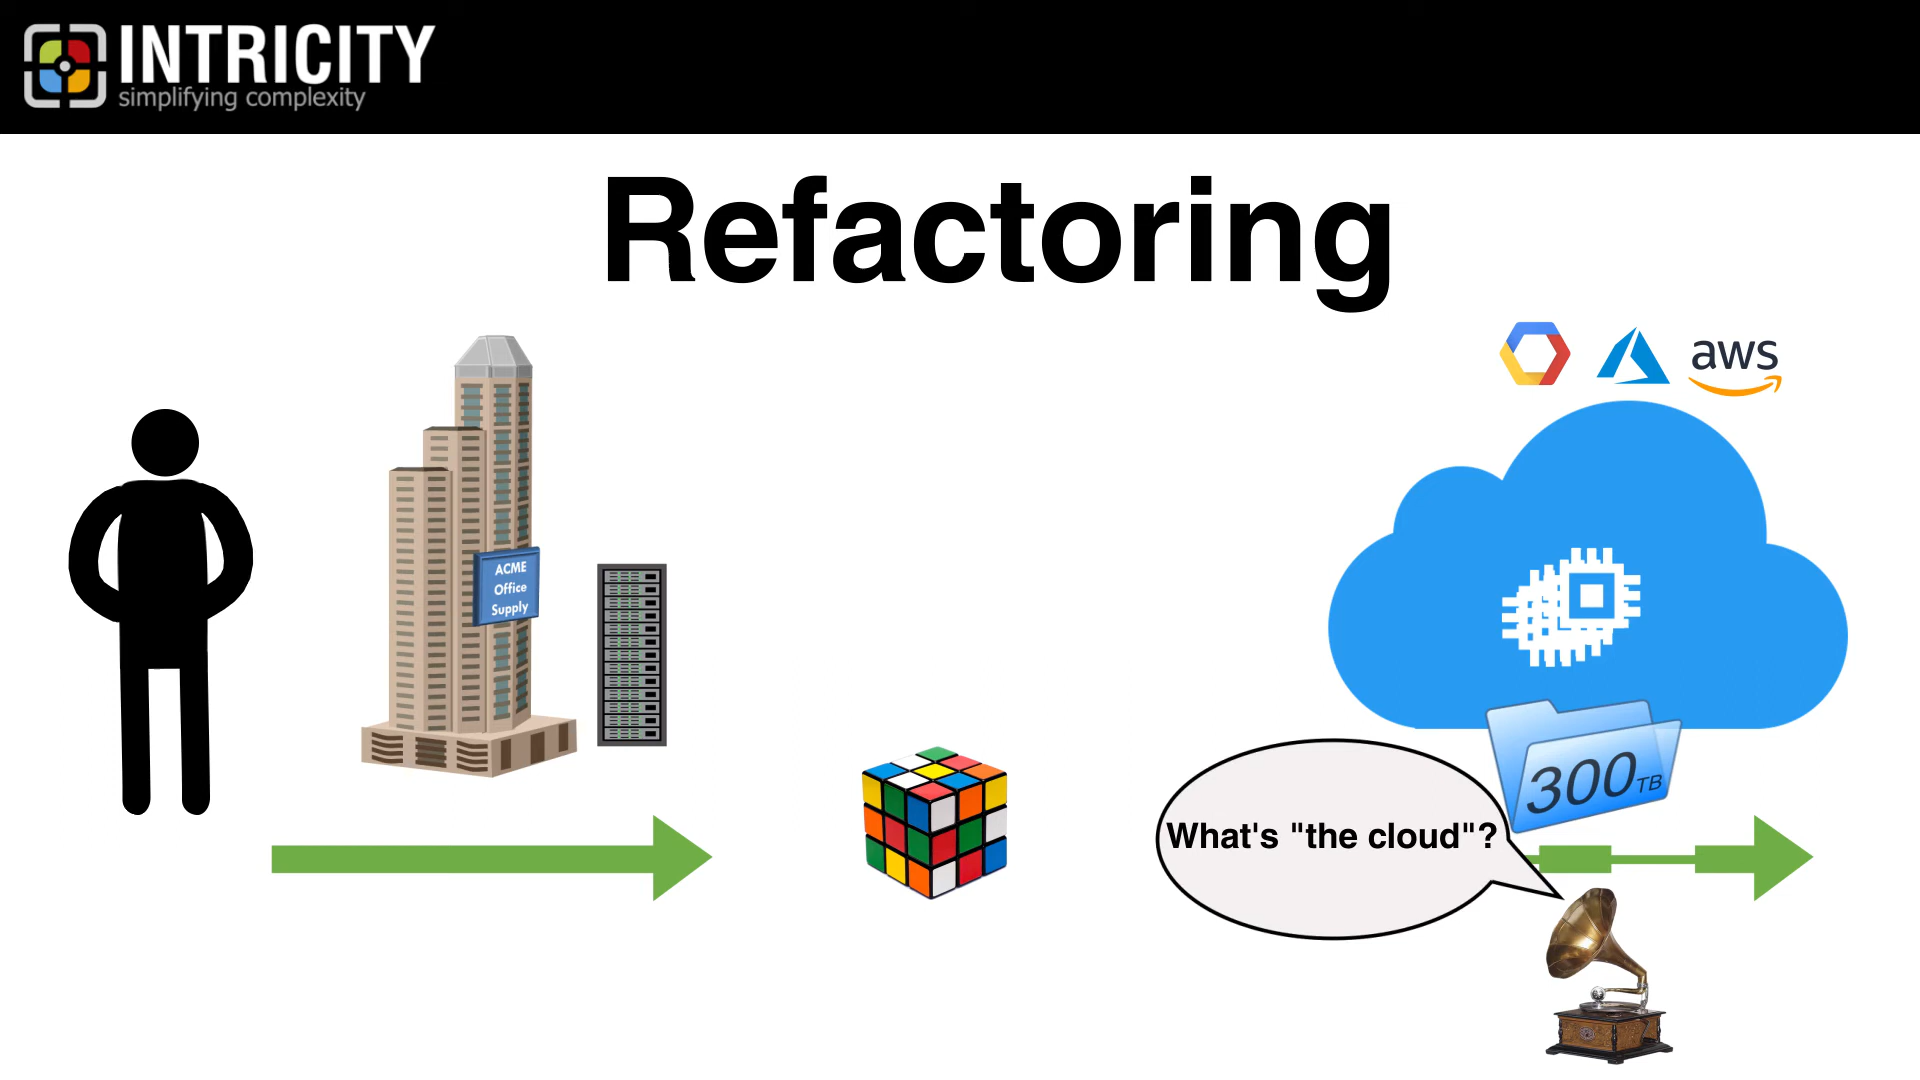 INTRICITY
simplifying complexity
Refactoring
aws
ACME
Office
Supply
300TB
What's "the cloud"?